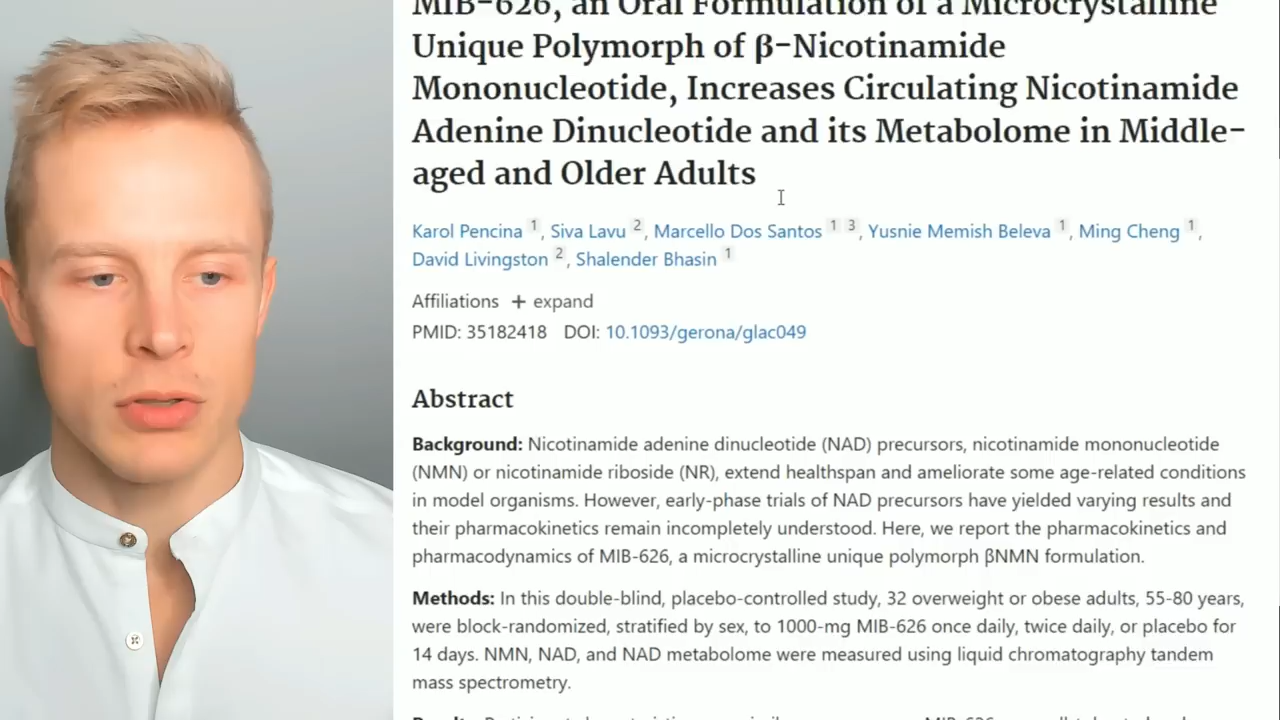 MIB-626, an Oral Formulation of a Microcrystalline
Unique Polymorph of β-Nicotinamide
Mononucleotide, Increases Circulating Nicotinamide
Adenine Dinucleotide and its Metabolome in Middle-
aged and Older Adults
Karol Pencina 1, Siva Lavu 2, Marcello Dos Santos 1 3, Yusnie Memish Beleva 1, Ming Cheng 1,
David Livingston 2, Shalender Bhasin 1
Affiliations + expand
PMID: 35182418 DOI: 10.1093/gerona/glac049
Abstract
Background: Nicotinamide adenine dinucleotide (NAD) precursors, nicotinamide mononucleotide
(NMN) or nicotinamide riboside (NR), extend healthspan and ameliorate some age-related conditions
in model organisms. However, early-phase trials of NAD precursors have yielded varying results and
their pharmacokinetics remain incompletely understood. Here, we report the pharmacokinetics and
pharmacodynamics of MIB-626, a microcrystalline unique polymorph βNMN formulation.
Methods: In this double-blind, placebo-controlled study, 32 overweight or obese adults, 55-80 years,
were block-randomized, stratified by sex, to 1000-mg MIB-626 once daily, twice daily, or placebo for
14 days. NMN, NAD, and NAD metabolome were measured using liquid chromatography tandem
mass spectrometry.